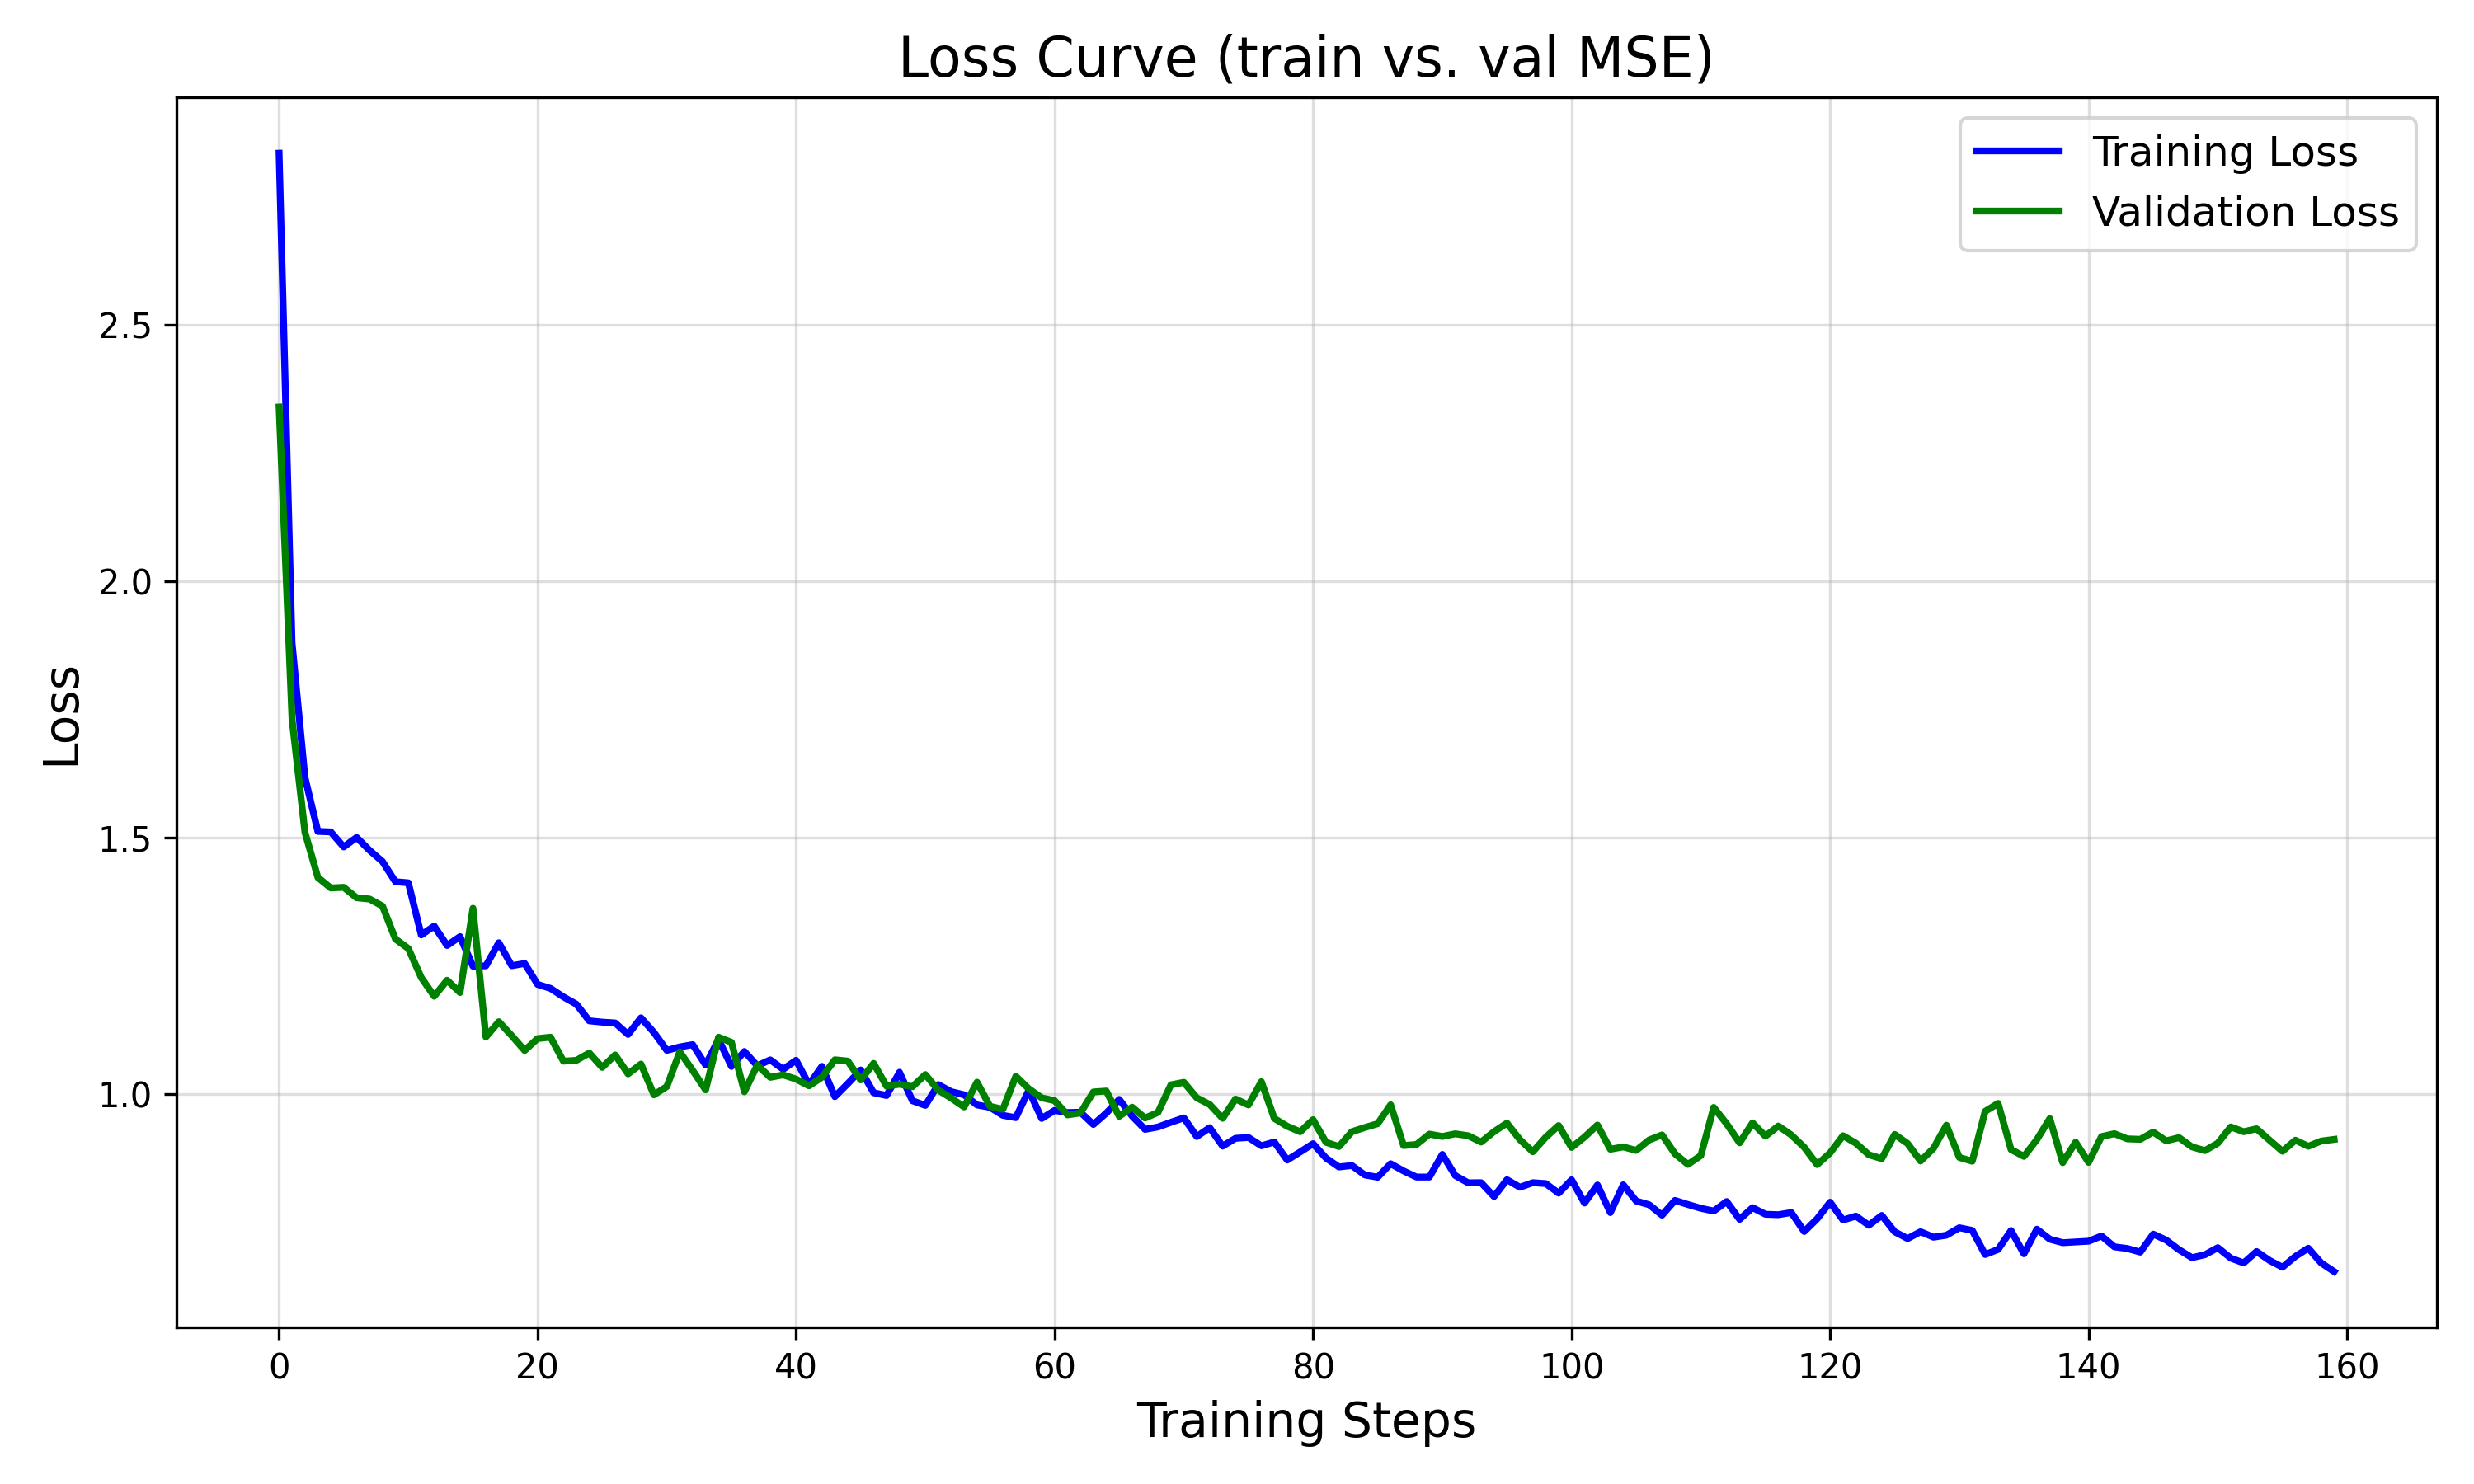 Loss Curve (train vs. val MSE)
Training Loss
Validation Loss
2.5
2.0
1.5
1.0
Loss
0 20 40 60 80 100 120 140 160
Training Steps